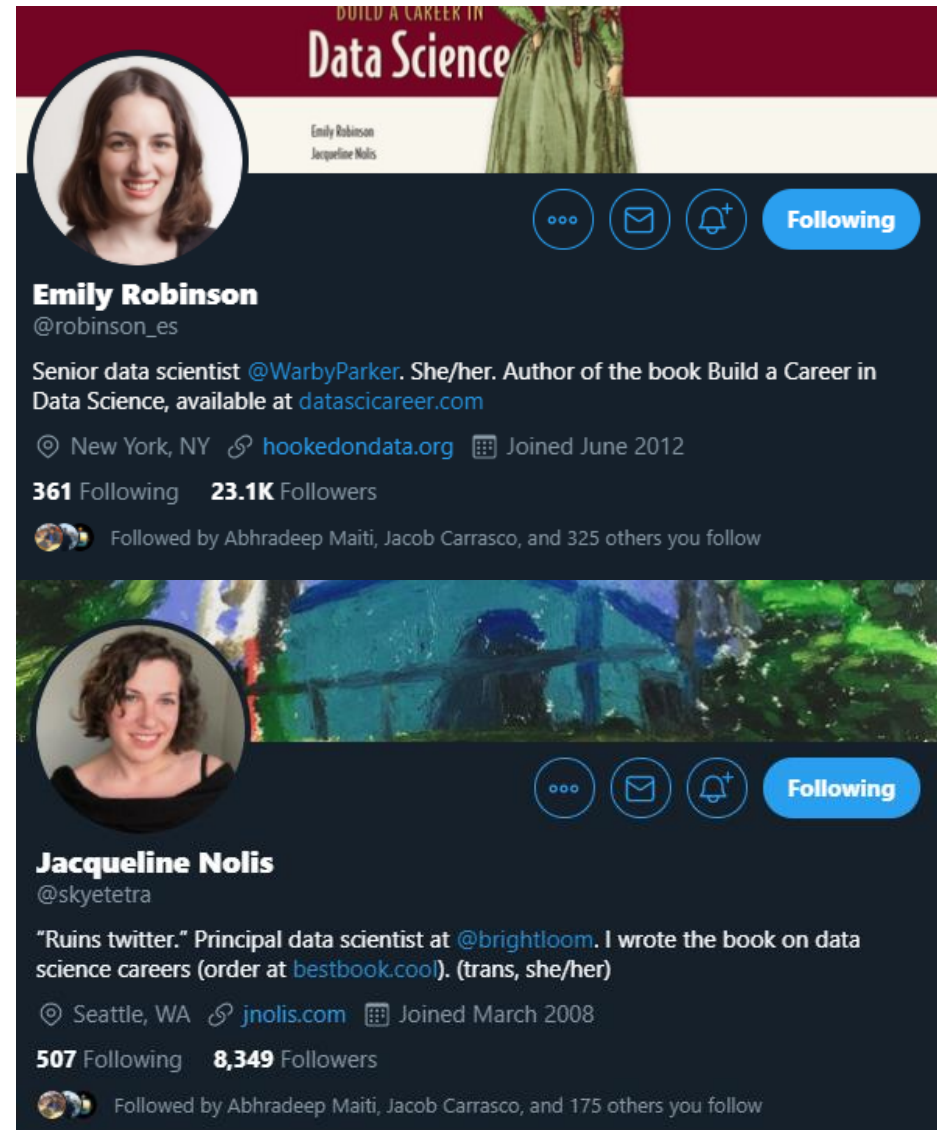 BUILD A CAREER IN
Data Science
Emily Robinson
Jacqueline Nolis
Following
Emily Robinson
@robinson_es
Senior data scientist @WarbyParker. She/her. Author of the book Build a Career in
Data Science, available at datascicareer.com
New York, NY hookedondata.org Joined June 2012
361 Following 23.1K Followers
Followed by Abhradeep Maiti, Jacob Carrasco, and 325 others you follow
Following
Jacqueline Nolis
@skyetetra
“Ruins twitter.” Principal data scientist at @brightloom. I wrote the book on data
science careers (order at bestbook.cool). (trans, she/her)
Seattle, WA jnolis.com Joined March 2008
507 Following 8,349 Followers
Followed by Abhradeep Maiti, Jacob Carrasco, and 175 others you follow